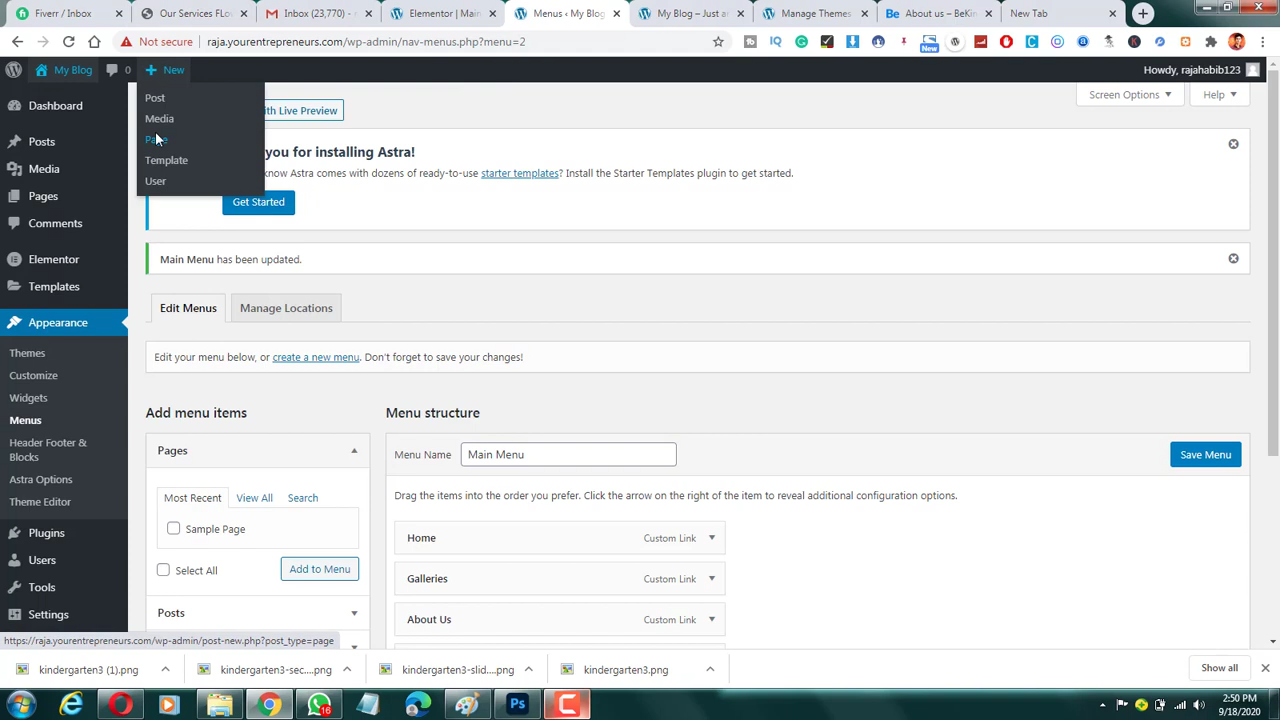 Fiverr / Inbox
Our Services FLow
Inbox (23,770) -
Elementor
Menus ‹ My Blog
My Blog – Just a
Manage Themes
About us – BeKin
New Tab
Not secure
raja.yourentrepreneurs.com/wp-admin/nav-menus.php?menu=2
New
My Blog
0
New
Howdy, rajahabib123
Post
Media
Template
User
ith Live Preview
Screen Options
Help
you for installing Astra!
know Astra comes with dozens of ready-to-use starter templates? Install the Starter Templates plugin to get started.
Get Started
Main Menu has been updated.
Edit Menus
Manage Locations
Edit your menu below, or create a new menu. Don't forget to save your changes!
Dashboard
Posts
Media
Pages
Comments
Elementor
Templates
Appearance
Themes
Customize
Widgets
Menus
Header Footer &
Blocks
Astra Options
Theme Editor
Plugins
Users
Tools
Settings
Add menu items
Menu structure
Pages
Menu Name
Main Menu
Save Menu
Most Recent
View All
Search
Sample Page
Select All
Add to Menu
Posts
Drag the items into the order you prefer. Click the arrow on the right of the item to reveal additional configuration options.
Home
Custom Link
Galleries
Custom Link
About Us
Custom Link
https://raja.yourentrepreneurs.com/wp-admin/post-new.php?post_type=page
kindergarten3 (1).png
kindergarten3-sec....png
kindergarten3-slid....png
kindergarten3.png
Show all
16
Ps
2:50 PM
9/18/2020